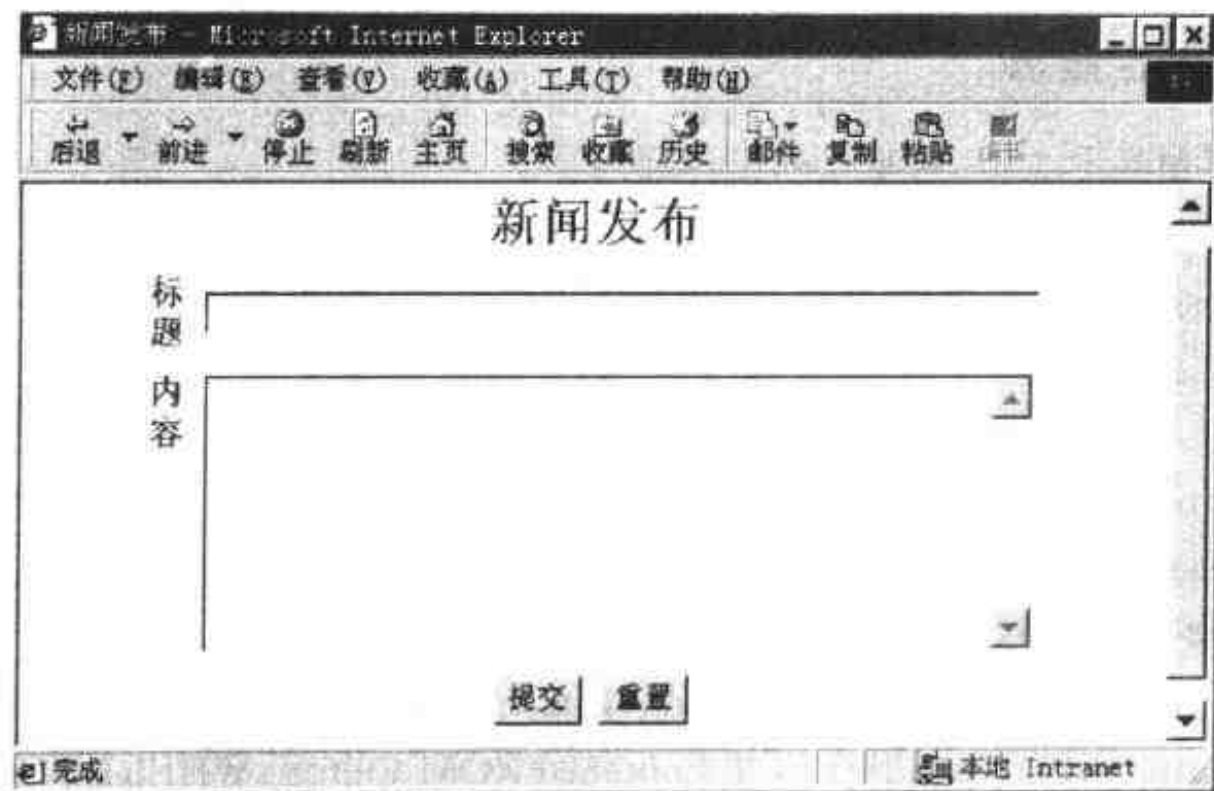 新闻发布 - Microsoft Internet Explorer
文件(F) 编辑(E) 查看(V) 收藏(A) 工具(T) 帮助(H)
后退 前进 停止 刷新 主页 搜索 收藏 历史 邮件 复制 粘贴
新闻发布
标
题
内
容
提交 重置
完成 本地 Intranet